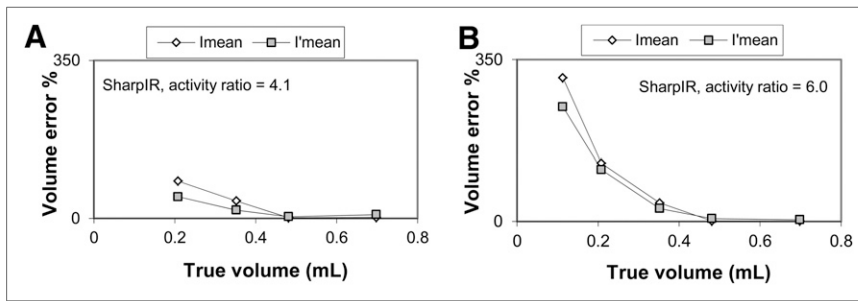 A
Imean I'mean
350
SharpIR, activity ratio = 4.1
Volume error %
0
0 0.2 0.4 0.6 0.8
True volume (mL)
B
Imean I'mean
350
SharpIR, activity ratio = 6.0
Volume error %
0
0 0.2 0.4 0.6 0.8
True volume (mL)